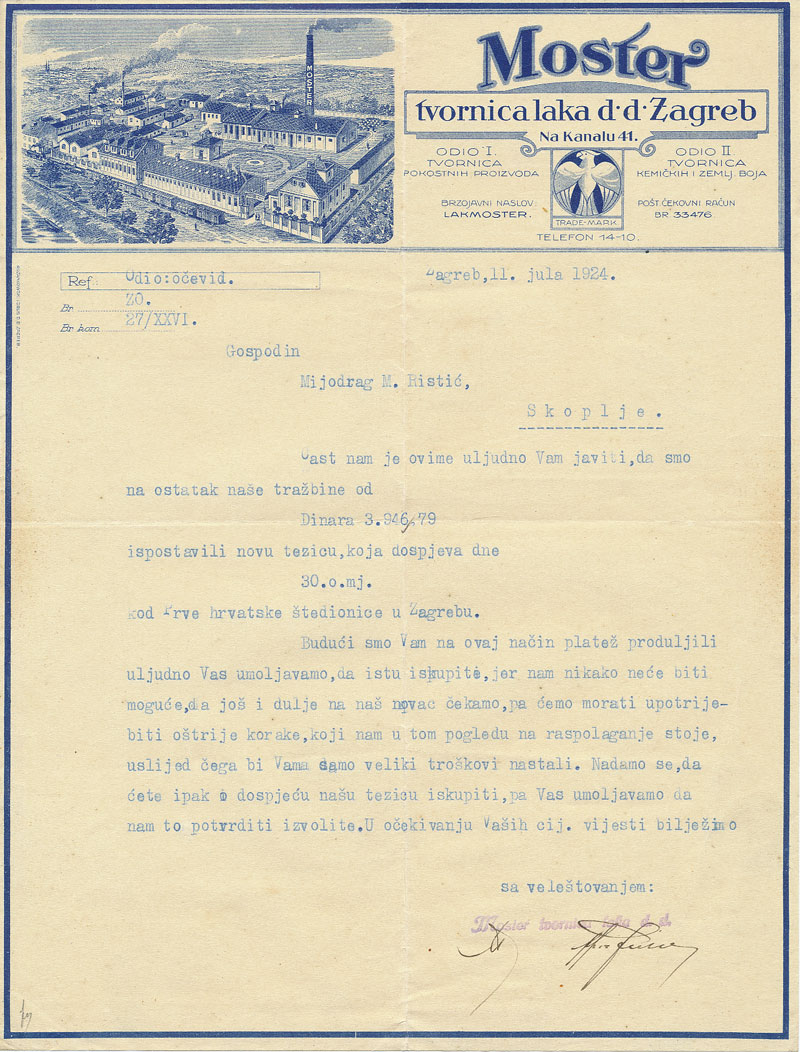 MOSTER
Moster
tvornica laka d·d·Zagreb
Na Kanalu 41.
ODIO I.
TVORNICA
POKOSTNIH PROIZVODA
ODIO II
TVORNICA
KEMIČKIH I ZEMLJ. BOJA
BRZOJAVNI NASLOV:
LAKMOSTER.
POŠT. ČEKOVNI RAČUN
BR 33476
TRADE-MARK
TELEFON 14-10.
Ref: Odio:očevid.
Zagreb,11. jula 1924.
Br ZO.
Br kom 27/XXVI.
Gospodin
Mijodrag M. Ristić,
Skoplje.
Čast nam je ovime uljudno Vam javiti,da smo
na ostatak naše tražbine od
Dinara 3.946,79
ispostavili novu tezicu,koja dospjeva dne
30.o.mj.
kod Prve hrvatske štedionice u Zagrebu.
Budući smo Vam na ovaj način platež produljili
uljudno Vas umoljavamo,da istu iskupite,jer nam nikako neće biti
moguće,da još i dulje na naš novac čekamo,pa ćemo morati upotrije-
biti oštrije korake,koji nam u tom pogledu na raspolaganje stoje,
uslijed čega bi Vama samo veliki troškovi nastali. Nadamo se,da
ćete ipak o dospjeću našu tezicu iskupiti,pa Vas umoljavamo da
nam to potvrditi izvolite.U očekivanju Vaših cij. vijesti bilježimo
sa veleštovanjem:
Moster tvornica laka d. d.